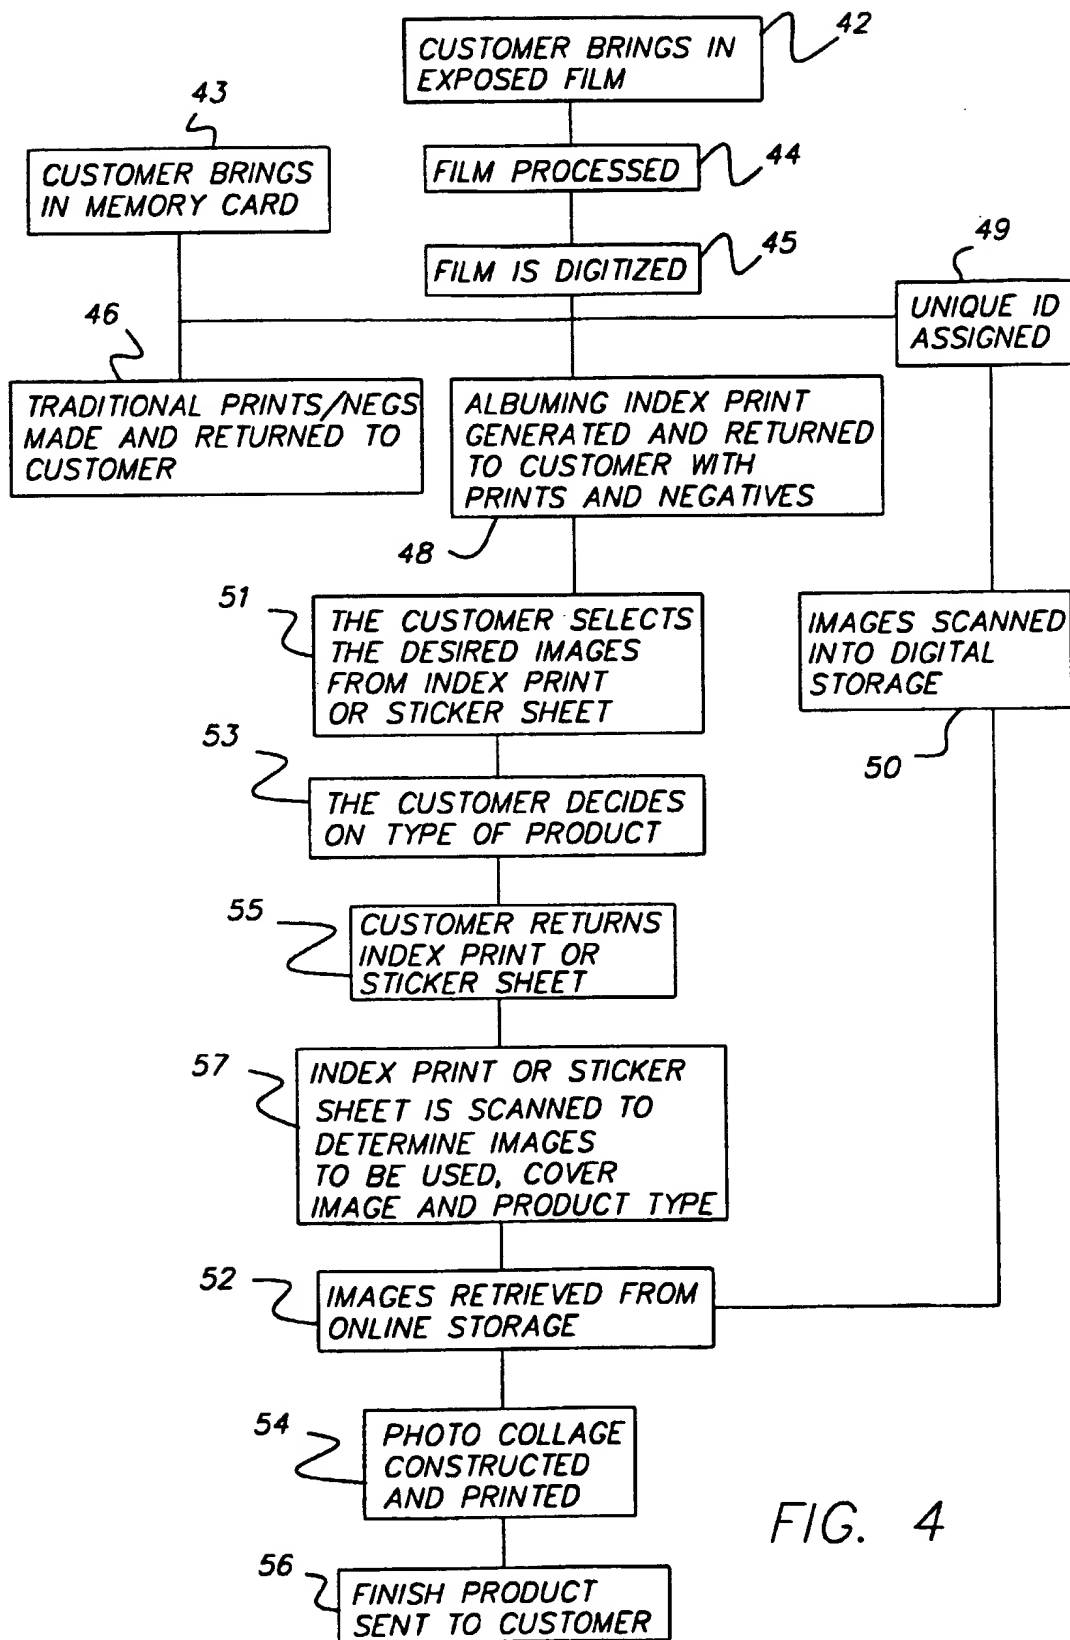 42
CUSTOMER BRINGS IN
EXPOSED FILM
43
CUSTOMER BRINGS
IN MEMORY CARD
44
FILM PROCESSED
45
FILM IS DIGITIZED
49
UNIQUE ID
ASSIGNED
46
TRADITIONAL PRINTS/NEGS
MADE AND RETURNED TO
CUSTOMER
ALBUMING INDEX PRINT
GENERATED AND RETURNED
TO CUSTOMER WITH
PRINTS AND NEGATIVES
48
51
THE CUSTOMER SELECTS
THE DESIRED IMAGES
FROM INDEX PRINT
OR STICKER SHEET
IMAGES SCANNED
INTO DIGITAL
STORAGE
50
53
THE CUSTOMER DECIDES
ON TYPE OF PRODUCT
55
CUSTOMER RETURNS
INDEX PRINT OR
STICKER SHEET
57
INDEX PRINT OR STICKER
SHEET IS SCANNED TO
DETERMINE IMAGES
TO BE USED, COVER
IMAGE AND PRODUCT TYPE
52
IMAGES RETRIEVED FROM
ONLINE STORAGE
54
PHOTO COLLAGE
CONSTRUCTED
AND PRINTED
56
FINISH PRODUCT
SENT TO CUSTOMER
FIG. 4